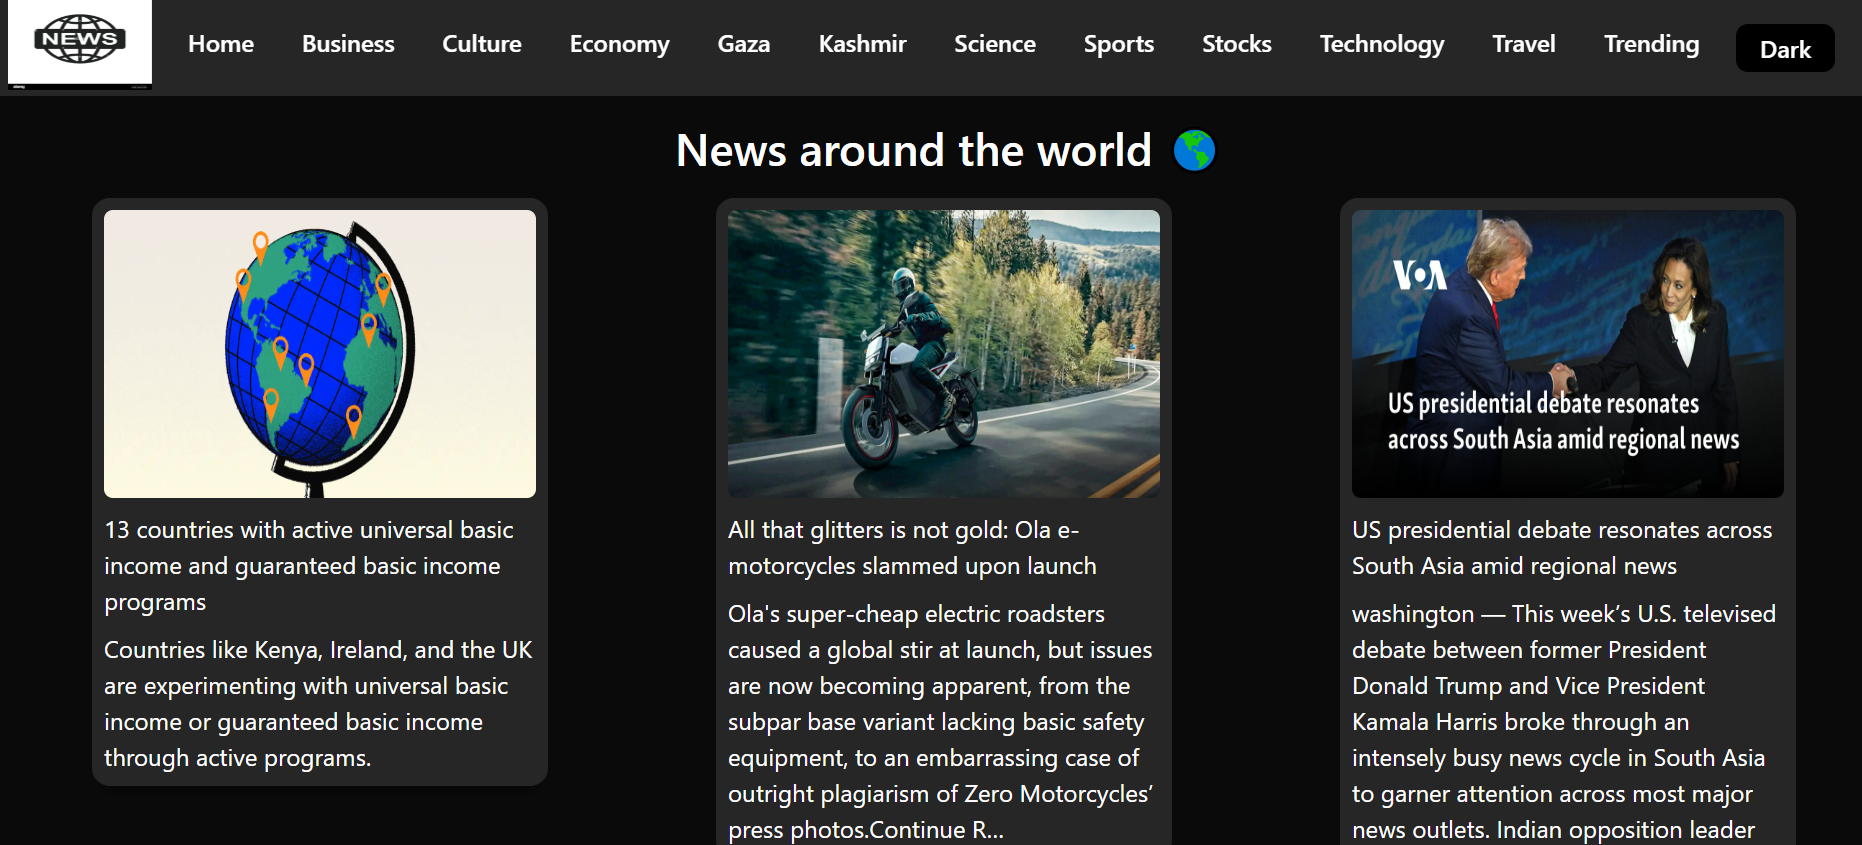 NEWS
Home Business Culture Economy Gaza Kashmir Science Sports Stocks Technology Travel Trending Dark
News around the world
13 countries with active universal basic
income and guaranteed basic income
programs
Countries like Kenya, Ireland, and the UK
are experimenting with universal basic
income or guaranteed basic income
through active programs.
All that glitters is not gold: Ola e-
motorcycles slammed upon launch
Ola's super-cheap electric roadsters
caused a global stir at launch, but issues
are now becoming apparent, from the
subpar base variant lacking basic safety
equipment, to an embarrassing case of
outright plagiarism of Zero Motorcycles’
press photos.Continue R...
VOA
US presidential debate resonates
across South Asia amid regional news
US presidential debate resonates across
South Asia amid regional news
washington — This week’s U.S. televised
debate between former President
Donald Trump and Vice President
Kamala Harris broke through an
intensely busy news cycle in South Asia
to garner attention across most major
news outlets. Indian opposition leader